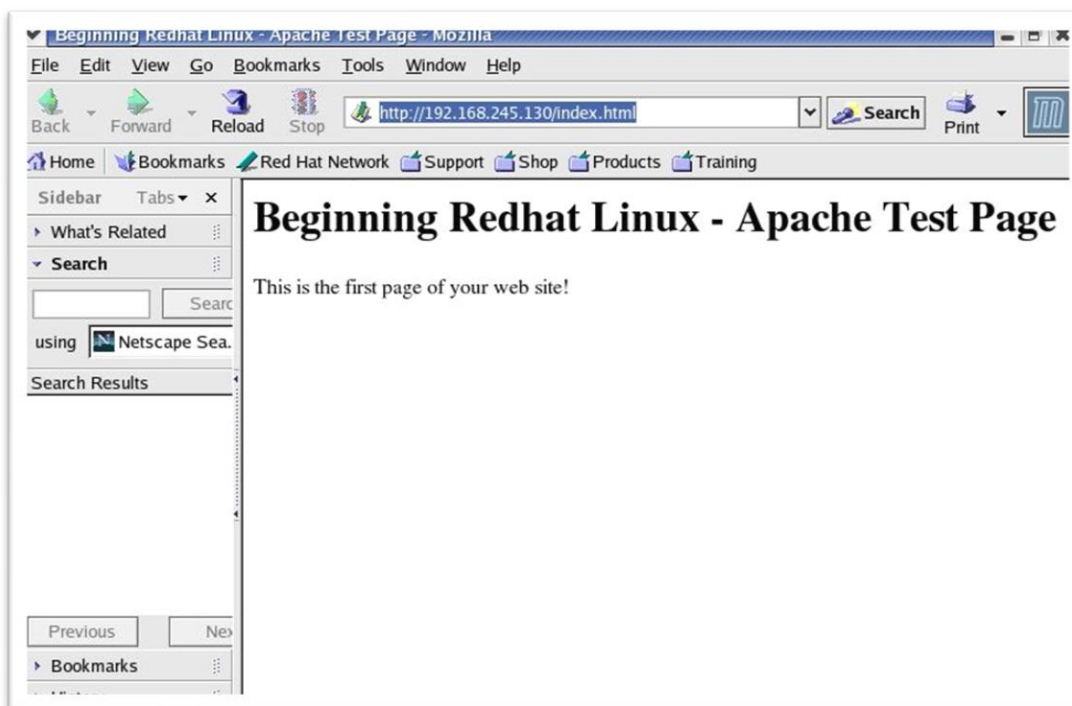 Beginning Redhat Linux - Apache Test Page - Mozilla
File Edit View Go Bookmarks Tools Window Help
Back Forward Reload Stop http://192.168.245.130/index.html Search Print
Home Bookmarks Red Hat Network Support Shop Products Training
Sidebar Tabs
What's Related
Search
Searc
using Netscape Sea.
Search Results
Previous Nex
Bookmarks
Beginning Redhat Linux - Apache Test Page
This is the first page of your web site!